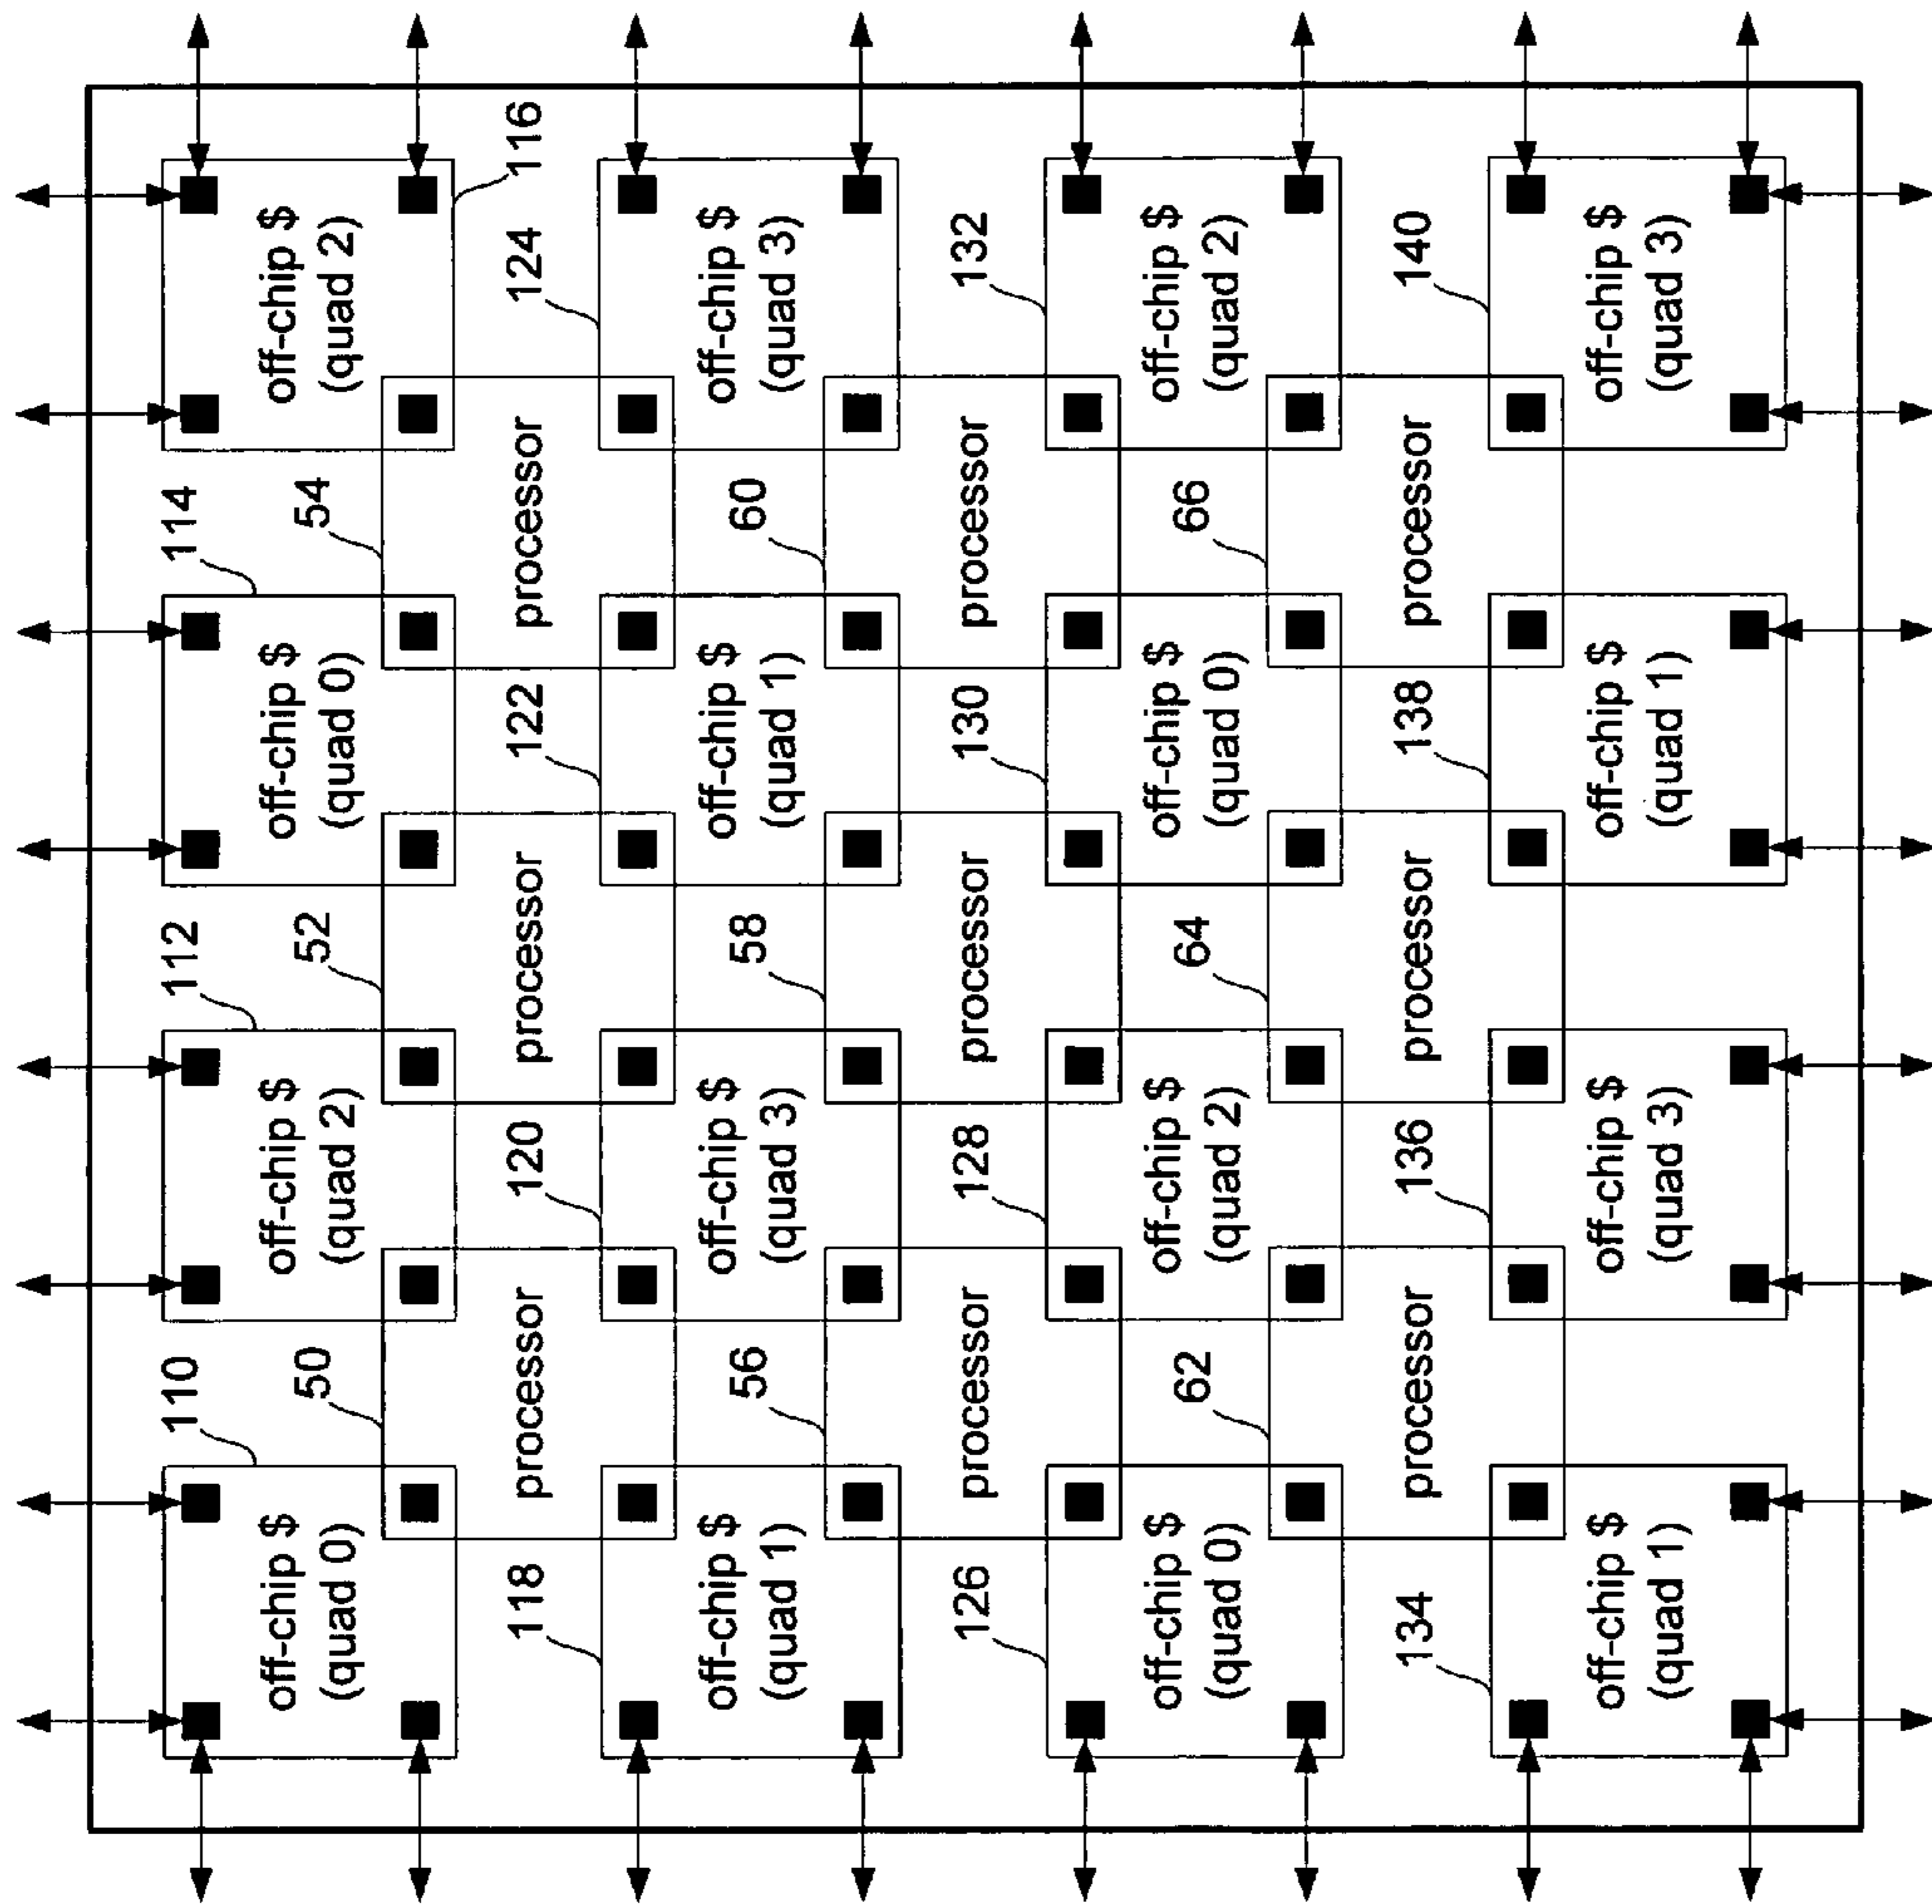 110
112
114
116
off-chip $
(quad 0)
off-chip $
(quad 2)
off-chip $
(quad 0)
off-chip $
(quad 2)
50
52
54
processor
processor
processor
118
120
122
124
off-chip $
(quad 1)
off-chip $
(quad 3)
off-chip $
(quad 1)
off-chip $
(quad 3)
56
58
60
processor
processor
processor
126
128
130
132
off-chip $
(quad 0)
off-chip $
(quad 2)
off-chip $
(quad 0)
off-chip $
(quad 2)
62
64
66
processor
processor
processor
134
136
138
140
off-chip $
(quad 1)
off-chip $
(quad 3)
off-chip $
(quad 1)
off-chip $
(quad 3)